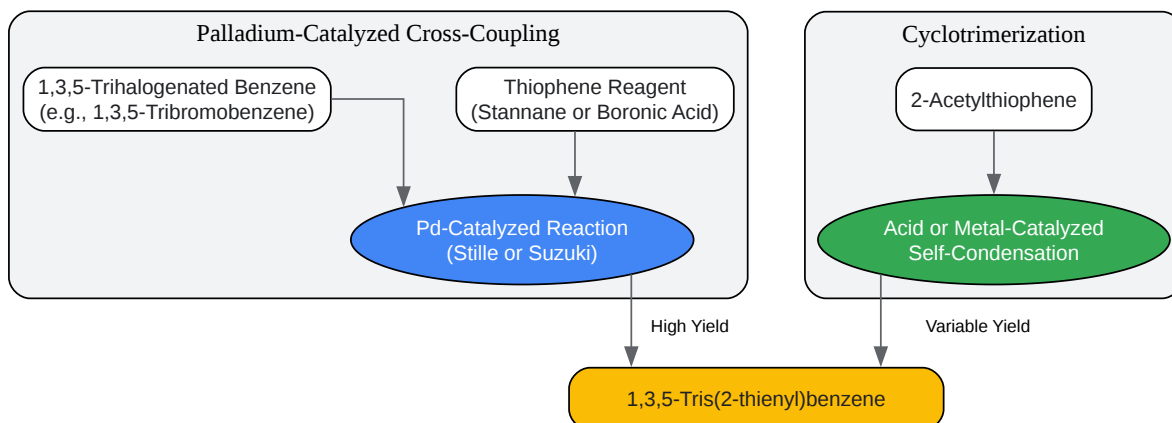 Palladium-Catalyzed Cross-Coupling
1,3,5-Trihalogenated Benzene
(e.g., 1,3,5-Tribromobenzene)
Thiophene Reagent
(Stannane or Boronic Acid)
Pd-Catalyzed Reaction
(Stille or Suzuki)
Cyclotrimerization
2-Acetylthiophene
Acid or Metal-Catalyzed
Self-Condensation
High Yield
Variable Yield
1,3,5-Tris(2-thienyl)benzene